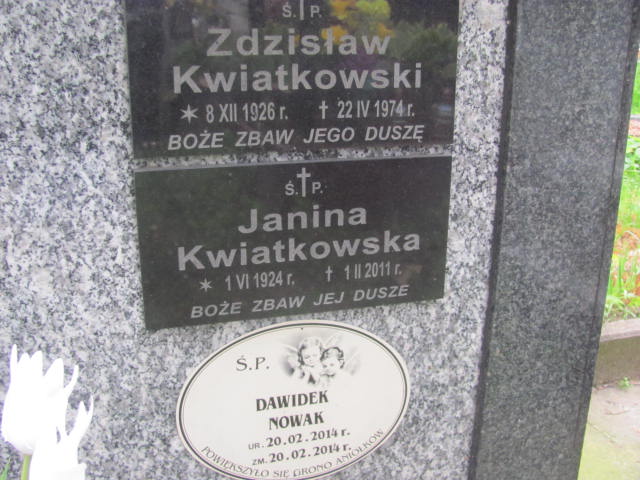 Ś. P.
Zdzisław
Kwiatkowski
✶ 8 XII 1926 r. † 22 IV 1974 r.
BOŻE ZBAW JEGO DUSZĘ
Ś. P.
Janina
Kwiatkowska
✶ 1 VI 1924 r. † 1 II 2011 r.
BOŻE ZBAW JEJ DUSZĘ
Ś.P.
DAWIDEK
NOWAK
UR. 20.02.2014 r.
ZM. 20.02.2014 r.
POWIĘKSZYŁO SIĘ GRONO ANIOŁKÓW